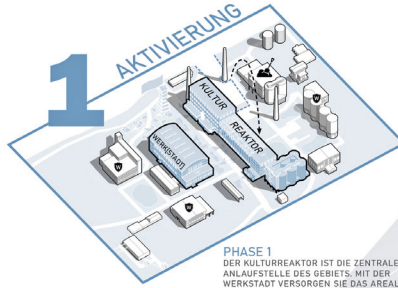 1
AKTIVIERUNG
KULTUR
REAKTOR
WERKSTADT
W
W
PHASE 1
DER KULTURREAKTOR IST DIE ZENTRALE
ANLAUFSTELLE DES GEBIETS. MIT DER
WERKSTADT VERSORGEN SIE DAS AREAL